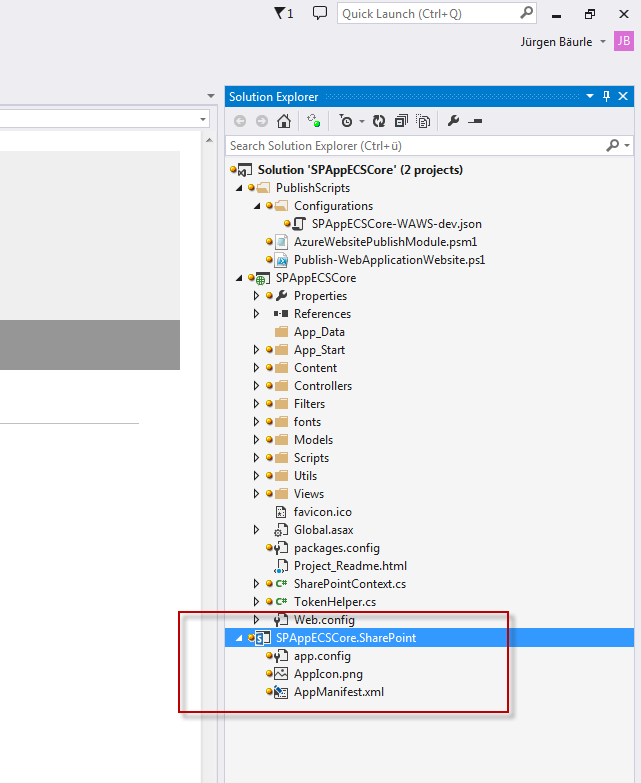 1
Quick Launch (Ctrl+Q)
Jürgen Bäurle
JB
Solution Explorer
Search Solution Explorer (Ctrl+ü)
Solution 'SPAppECSCore' (2 projects)
PublishScripts
Configurations
SPAppECSCore-WAWS-dev.json
AzureWebsitePublishModule.psm1
Publish-WebApplicationWebsite.ps1
SPAppECSCore
Properties
References
App_Data
App_Start
Content
Controllers
Filters
fonts
Models
Scripts
Utils
Views
favicon.ico
Global.asax
packages.config
Project_Readme.html
C# SharePointContext.cs
C# TokenHelper.cs
Web.config
SPAppECSCore.SharePoint
app.config
AppIcon.png
AppManifest.xml